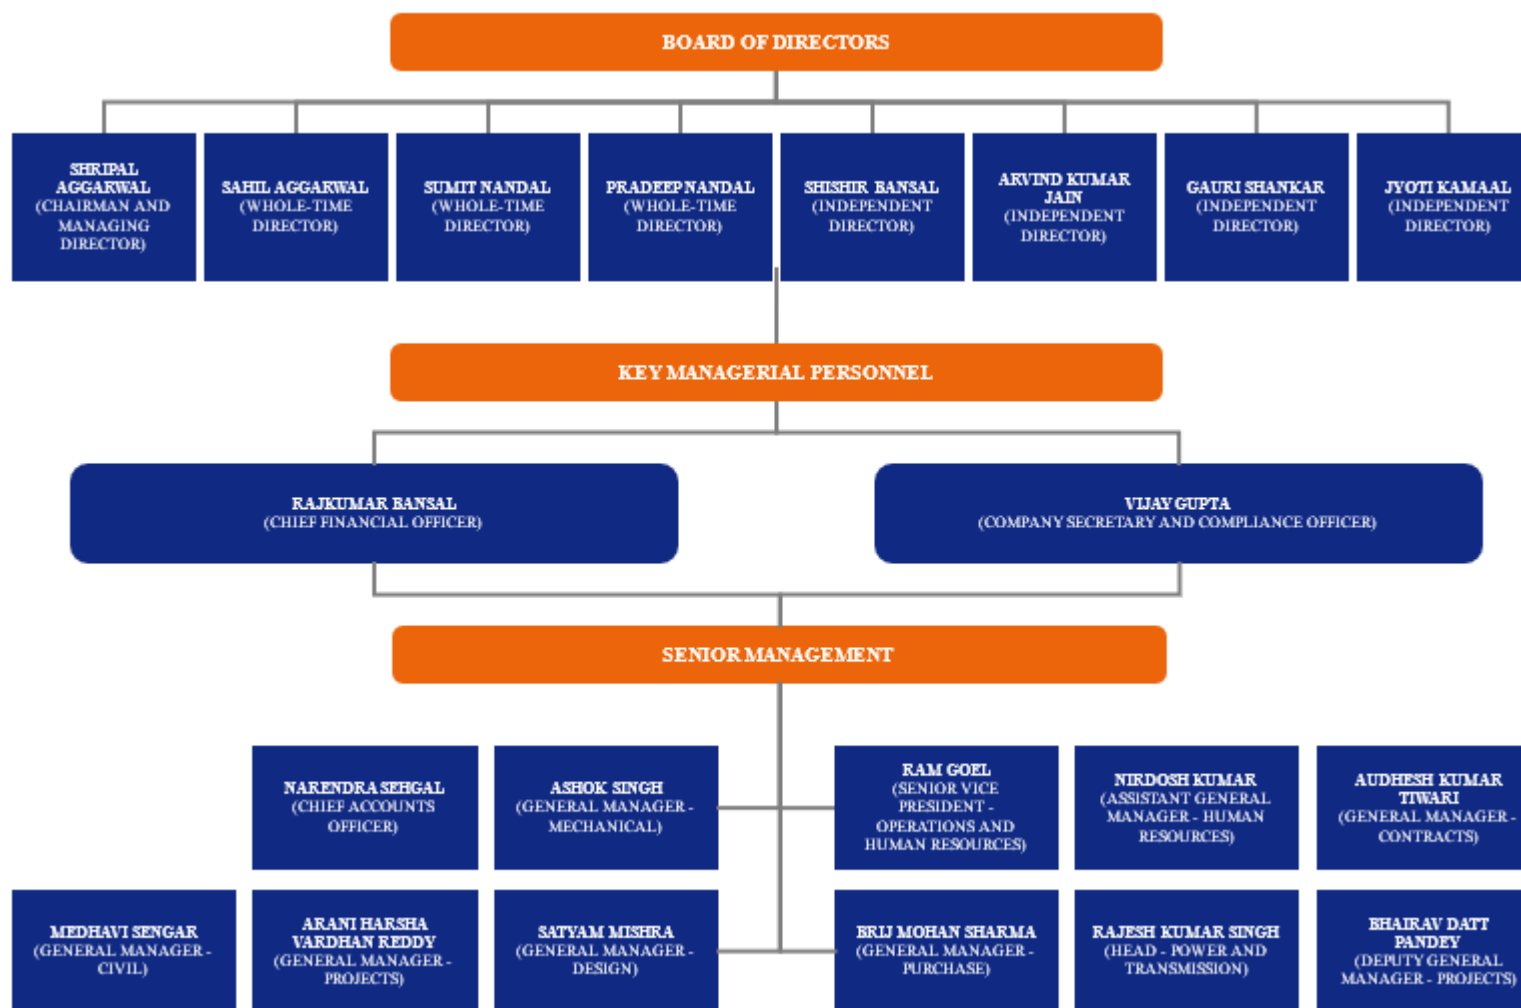 BOARD OF DIRECTORS
SHRIPAL
AGGARWAL
(CHAIRMAN AND
MANAGING
DIRECTOR)
SAHIL AGGARWAL
(WHOLE-TIME
DIRECTOR)
SUMIT NANDAL
(WHOLE-TIME
DIRECTOR)
PRADEEP NANDAL
(WHOLE-TIME
DIRECTOR)
SHISHIR BANSAL
(INDEPENDENT
DIRECTOR)
ARVIND KUMAR
JAIN
(INDEPENDENT
DIRECTOR)
GAURI SHANKAR
(INDEPENDENT
DIRECTOR)
JYOTI KAMAAL
(INDEPENDENT
DIRECTOR)
KEY MANAGERIAL PERSONNEL
RAJKUMAR BANSAL
(CHIEF FINANCIAL OFFICER)
VIJAY GUPTA
(COMPANY SECRETARY AND COMPLIANCE OFFICER)
SENIOR MANAGEMENT
NARENDRA SEHGAL
(CHIEF ACCOUNTS
OFFICER)
ASHOK SINGH
(GENERAL MANAGER -
MECHANICAL)
RAM GOEL
(SENIOR VICE
PRESIDENT -
OPERATIONS AND
HUMAN RESOURCES)
NIRDOSH KUMAR
(ASSISTANT GENERAL
MANAGER - HUMAN
RESOURCES)
AUDHESH KUMAR
TIWARI
(GENERAL MANAGER -
CONTRACTS)
MEDHAVI SENGAR
(GENERAL MANAGER -
CIVIL)
ARANI HARSHA
VARDHAN REDDY
(GENERAL MANAGER -
PROJECTS)
SATYAM MISHRA
(GENERAL MANAGER -
DESIGN)
BRIJ MOHAN SHARMA
(GENERAL MANAGER -
PURCHASE)
RAJESH KUMAR SINGH
(HEAD - POWER AND
TRANSMISSION)
BHAIRAV DATT
PANDEY
(DEPUTY GENERAL
MANAGER - PROJECTS)